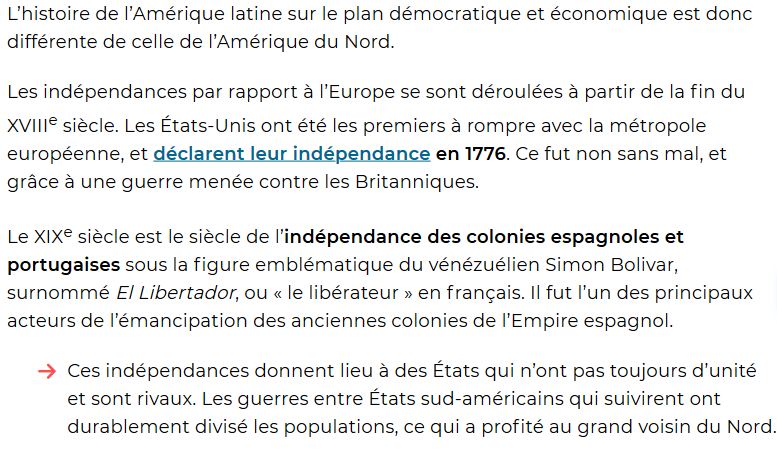 L’histoire de l’Amérique latine sur le plan démocratique et économique est donc
différente de celle de l’Amérique du Nord.
Les indépendances par rapport à l’Europe se sont déroulées à partir de la fin du
XVIIIe siècle. Les États-Unis ont été les premiers à rompre avec la métropole
européenne, et déclarent leur indépendance en 1776. Ce fut non sans mal, et
grâce à une guerre menée contre les Britanniques.
Le XIXe siècle est le siècle de l’indépendance des colonies espagnoles et
portugaises sous la figure emblématique du vénézuélien Simon Bolivar,
surnommé El Libertador, ou « le libérateur » en français. Il fut l’un des principaux
acteurs de l’émancipation des anciennes colonies de l’Empire espagnol.
→ Ces indépendances donnent lieu à des États qui n’ont pas toujours d’unité
et sont rivaux. Les guerres entre États sud-américains qui suivirent ont
durablement divisé les populations, ce qui a profité au grand voisin du Nord.